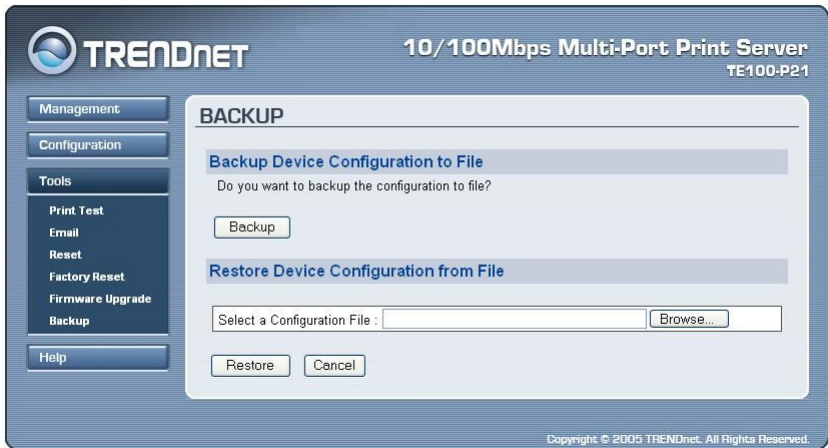 TRENDNET
10/100Mbps Multi-Port Print Server
TE100-P21
Management
Configuration
Tools
Print Test
Email
Reset
Factory Reset
Firmware Upgrade
Backup
Help
BACKUP
Backup Device Configuration to File
Do you want to backup the configuration to file?
Backup
Restore Device Configuration from File
Select a Configuration File :
Browse...
Restore
Cancel
Copyright © 2005 TRENDnet. All Rights Reserved.